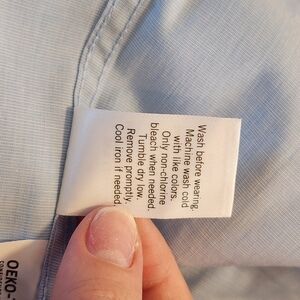 Wash before wearing.
Machine wash cold
with like colors.
Only non-chlorine
bleach when needed.
Tumble dry low.
Remove promptly.
Cool iron if needed.
OEKO-